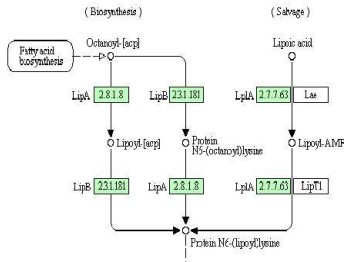 ( Biosynthesis )
( Salvage )
Fatty acid
biosynthesis
Octanoyl-[acp]
Lipoic acid
LipA 2.8.1.8
LipB 2.3.1.181
LplA 2.7.7.63 Lae
Lipoyl-[acp]
Protein
N6-(octanoyl)lysine
Lipoyl-AMP
LipB 2.3.1.181
LipA 2.8.1.8
LplA 2.7.7.63 LipT1
Protein N6-(lipoyl)lysine